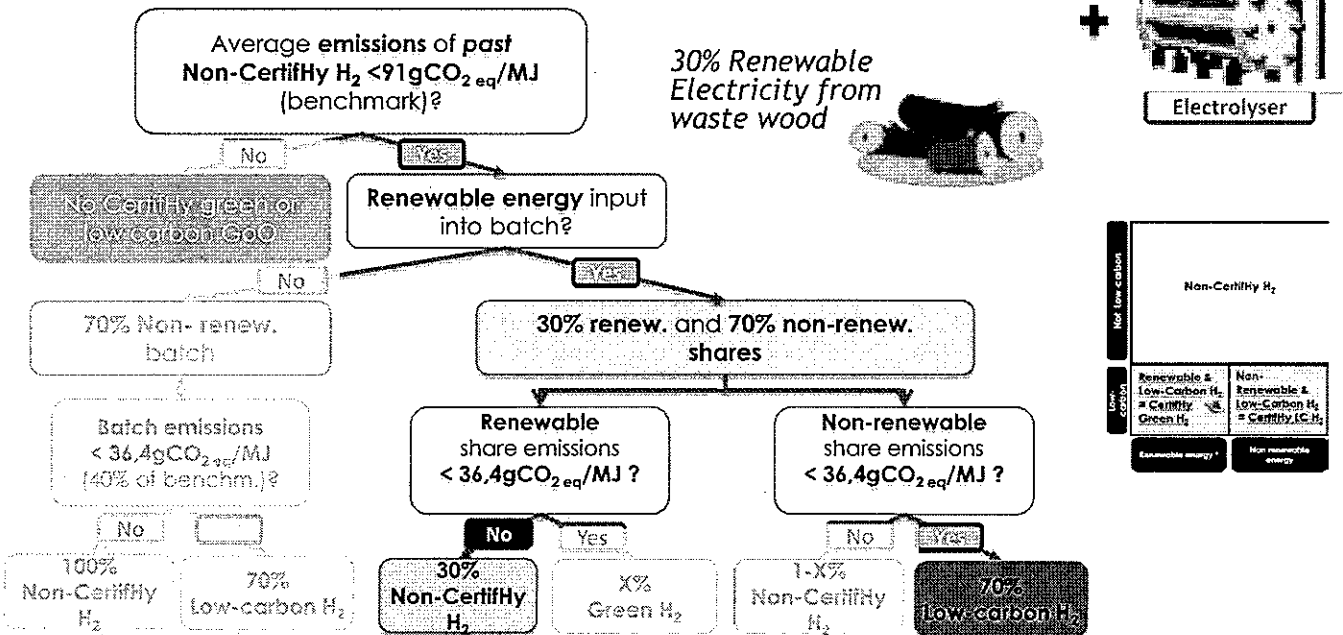 Average emissions of past
Non-CertifHy H₂ <91gCO₂ eq/MJ
(benchmark)?
30% Renewable
Electricity from
waste wood
+
Electrolyser
No
Yes
No CertifHy green or
low carbon GoO
Renewable energy input
into batch?
No
Yes
70% Non- renew.
batch
30% renew. and 70% non-renew.
shares
Batch emissions
< 36,4gCO₂ eq/MJ
(40% of benchm.)?
Renewable
share emissions
< 36,4gCO₂ eq/MJ ?
Non-renewable
share emissions
< 36,4gCO₂ eq/MJ ?
No
No
Yes
No
Yes
100%
Non-CertifHy
H₂
70%
Low-carbon H₂
30%
Non-CertifHy
H₂
X%
Green H₂
1-X%
Non-CertifHy
H₂
70%
Low-carbon H₂
Not low-carbon
Non-CertifHy H₂
Low-
carbon
Renewable &
Low-Carbon H₂
= CertifHy
Green H₂
Non-
Renewable &
Low-Carbon H₂
= CertifHy LC H₂
Renewable energy *
Non renewable
energy